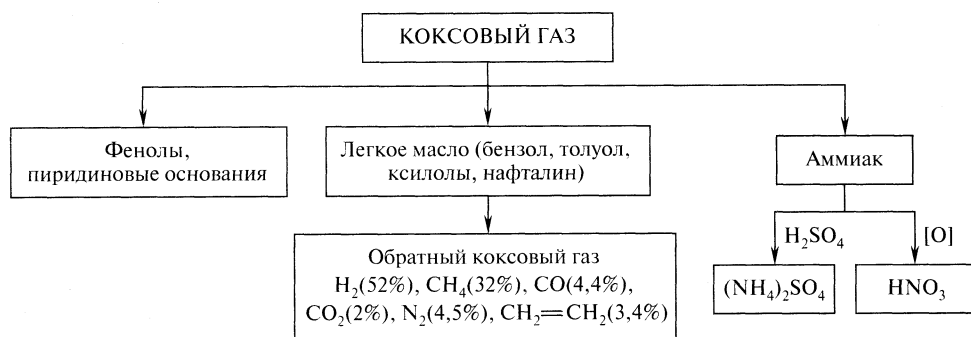 КОКСОВЫЙ ГАЗ
Фенолы,
пиридиновые основания
Легкое масло (бензол, толуол,
ксилолы, нафталин)
Аммиак
H₂SO₄
[O]
Обратный коксовый газ
H₂(52%), CH₄(32%), CO(4,4%),
CO₂(2%), N₂(4,5%), CH₂=CH₂(3,4%)
(NH₄)₂SO₄
HNO₃